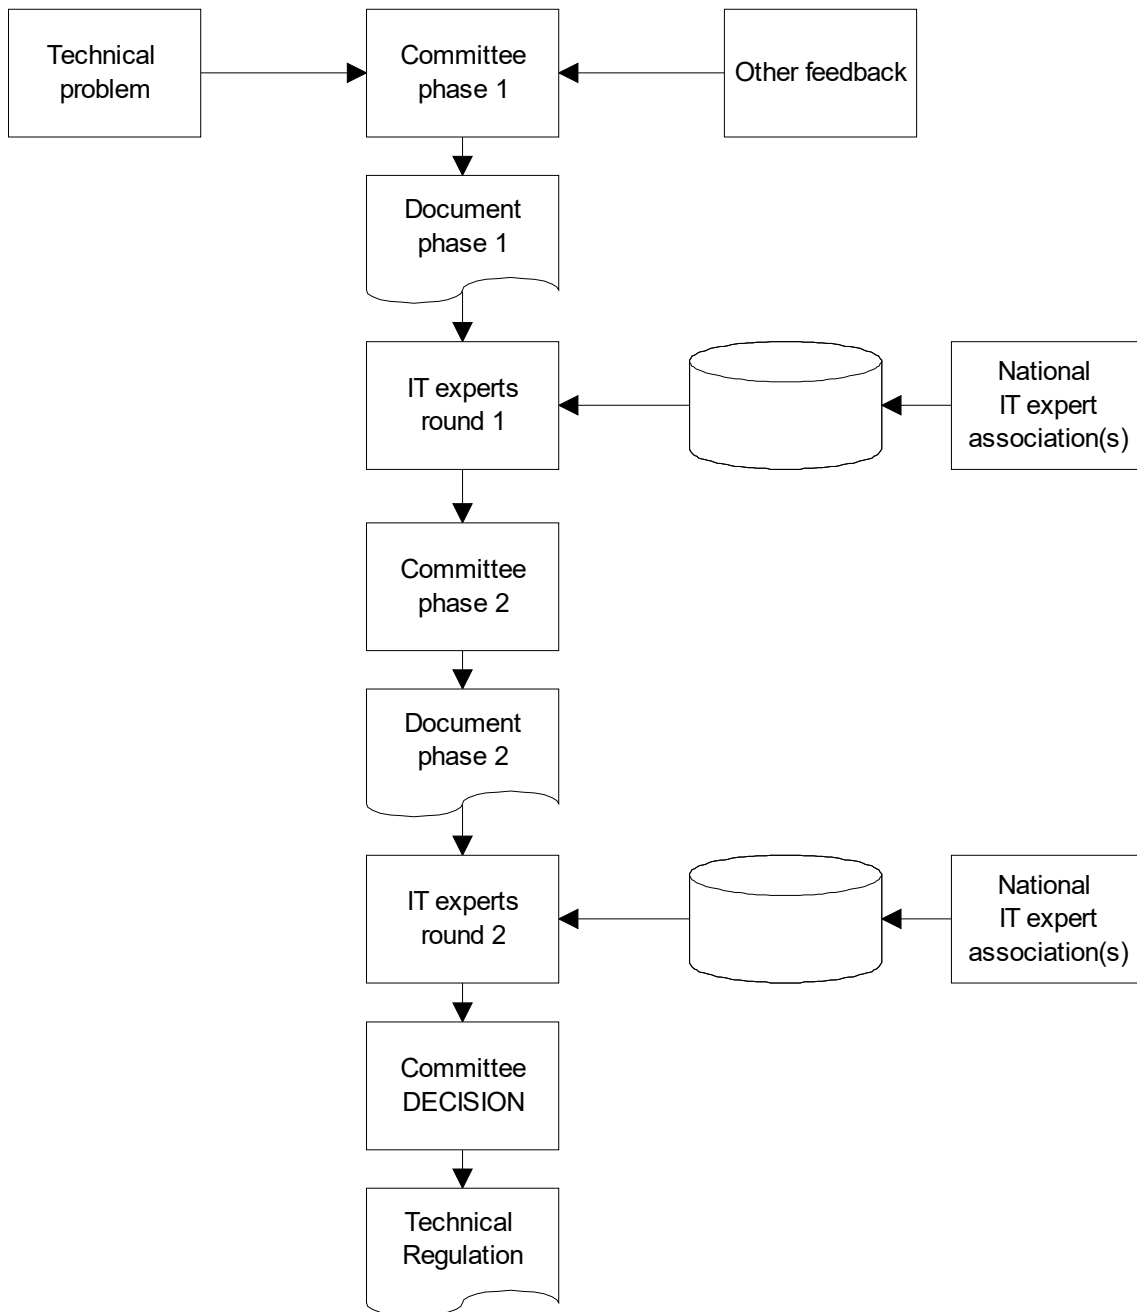 Technical
problem
Committee
phase 1
Other feedback
Document
phase 1
IT experts
round 1
National
IT expert
association(s)
Committee
phase 2
Document
phase 2
IT experts
round 2
National
IT expert
association(s)
Committee
DECISION
Technical
Regulation